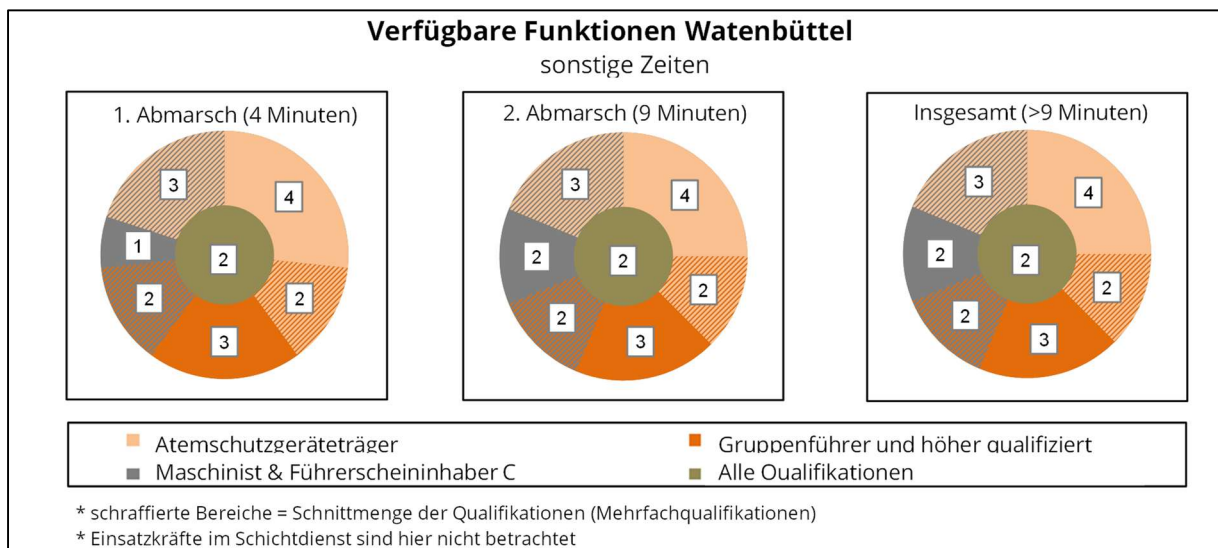 Verfügbare Funktionen Watenbüttel
sonstige Zeiten
1. Abmarsch (4 Minuten)
3
4
1
2
2
2
3
2. Abmarsch (9 Minuten)
3
4
2
2
2
2
3
Insgesamt (>9 Minuten)
3
4
2
2
2
2
3
Atemschutzgeräteträger
Gruppenführer und höher qualifiziert
Maschinist & Führerscheininhaber C
Alle Qualifikationen
* schraffierte Bereiche = Schnittmenge der Qualifikationen (Mehrfachqualifikationen)
* Einsatzkräfte im Schichtdienst sind hier nicht betrachtet